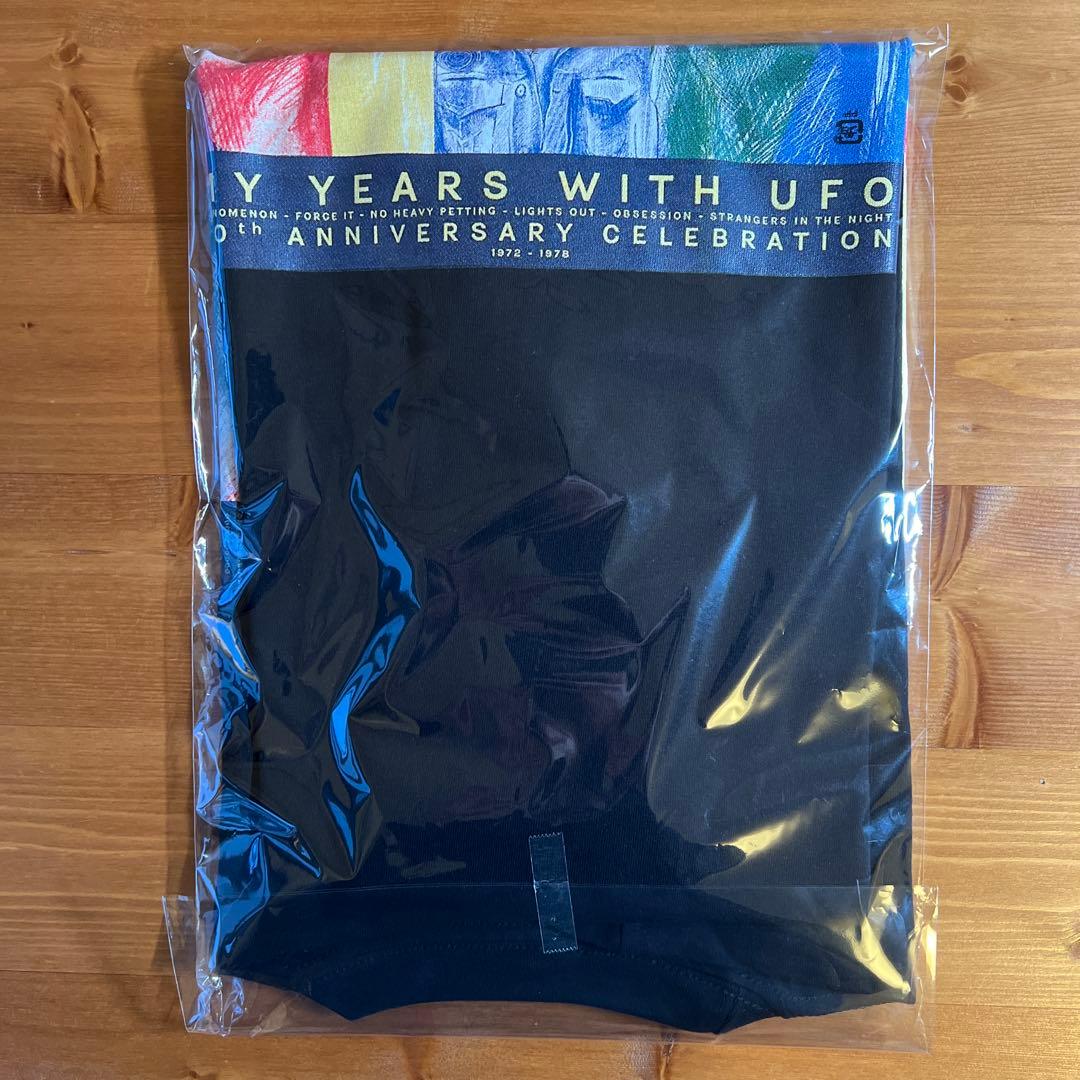 Y YEARS WITH UFO
NOMENON - FORCE IT - NO HEAVY PETTING - LIGHTS OUT - OBSESSION - STRANGERS IN THE NIGHT
0th ANNIVERSARY CELEBRATION
1972 - 1978